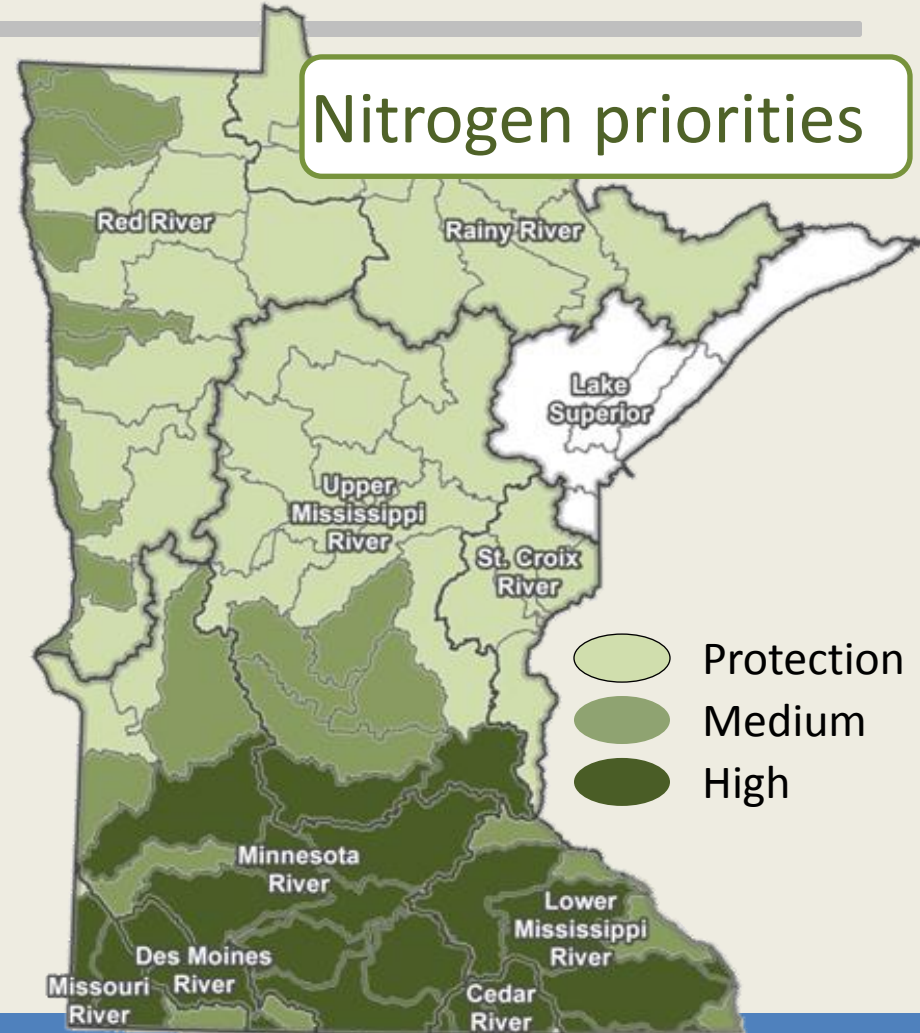 Nitrogen priorities
Red River
Rainy River
Lake
Superior
Upper
Mississippi
River
St. Croix
River
Protection
Medium
High
Minnesota
River
Lower
Mississippi
River
Des Moines
River
Missouri
River
Cedar
River